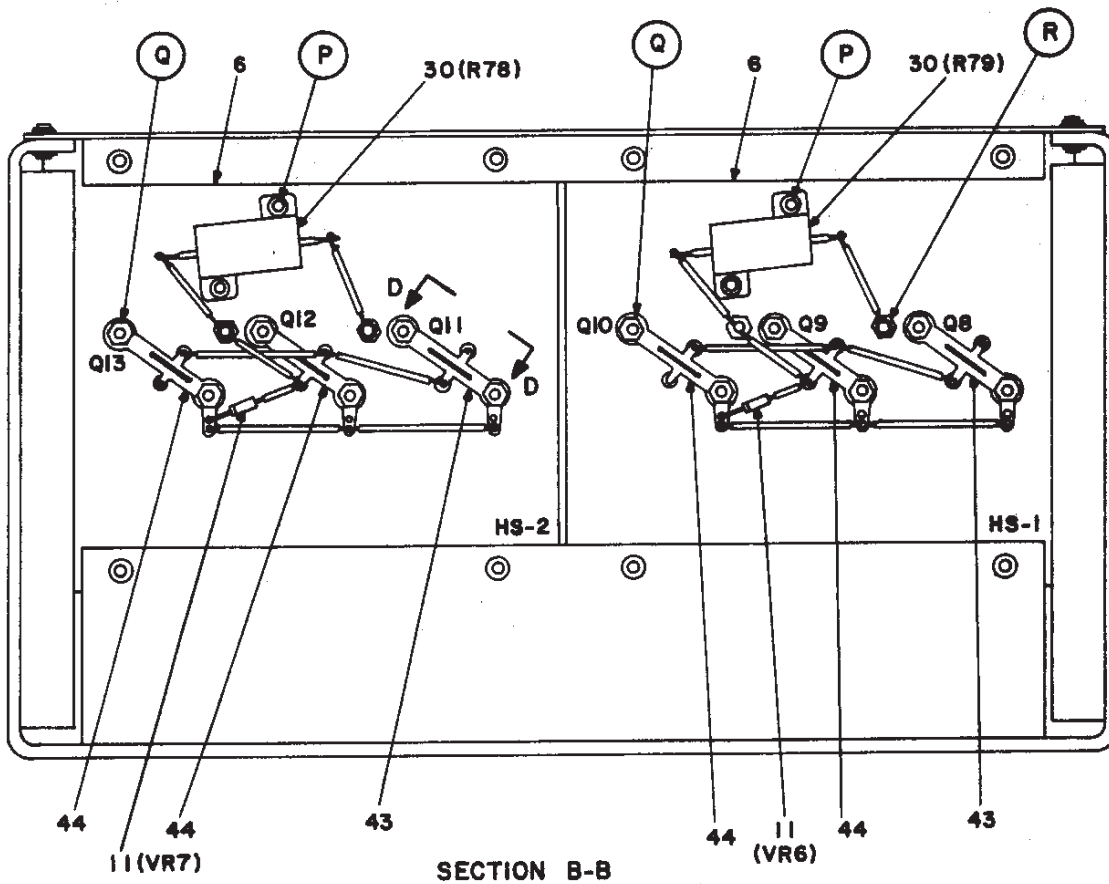 Q
6
P
30(R78)
Q
6
P
30(R79)
R
D
Q12
Q11
Q13
D
Q10
Q9
Q8
HS-2
HS-1
44
11(VR7)
44
43
44
11
(VR6)
44
43
SECTION B-B